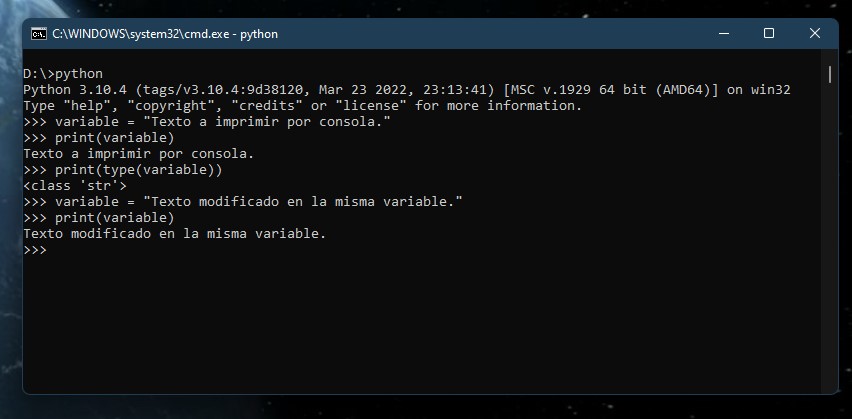 C:\WINDOWS\system32\cmd.exe - python
D:\>python
Python 3.10.4 (tags/v3.10.4:9d38120, Mar 23 2022, 23:13:41) [MSC v.1929 64 bit (AMD64)] on win32
Type "help", "copyright", "credits" or "license" for more information.
>>> variable = "Texto a imprimir por consola."
>>> print(variable)
Texto a imprimir por consola.
>>> print(type(variable))
<class 'str'>
>>> variable = "Texto modificado en la misma variable."
>>> print(variable)
Texto modificado en la misma variable.
>>>